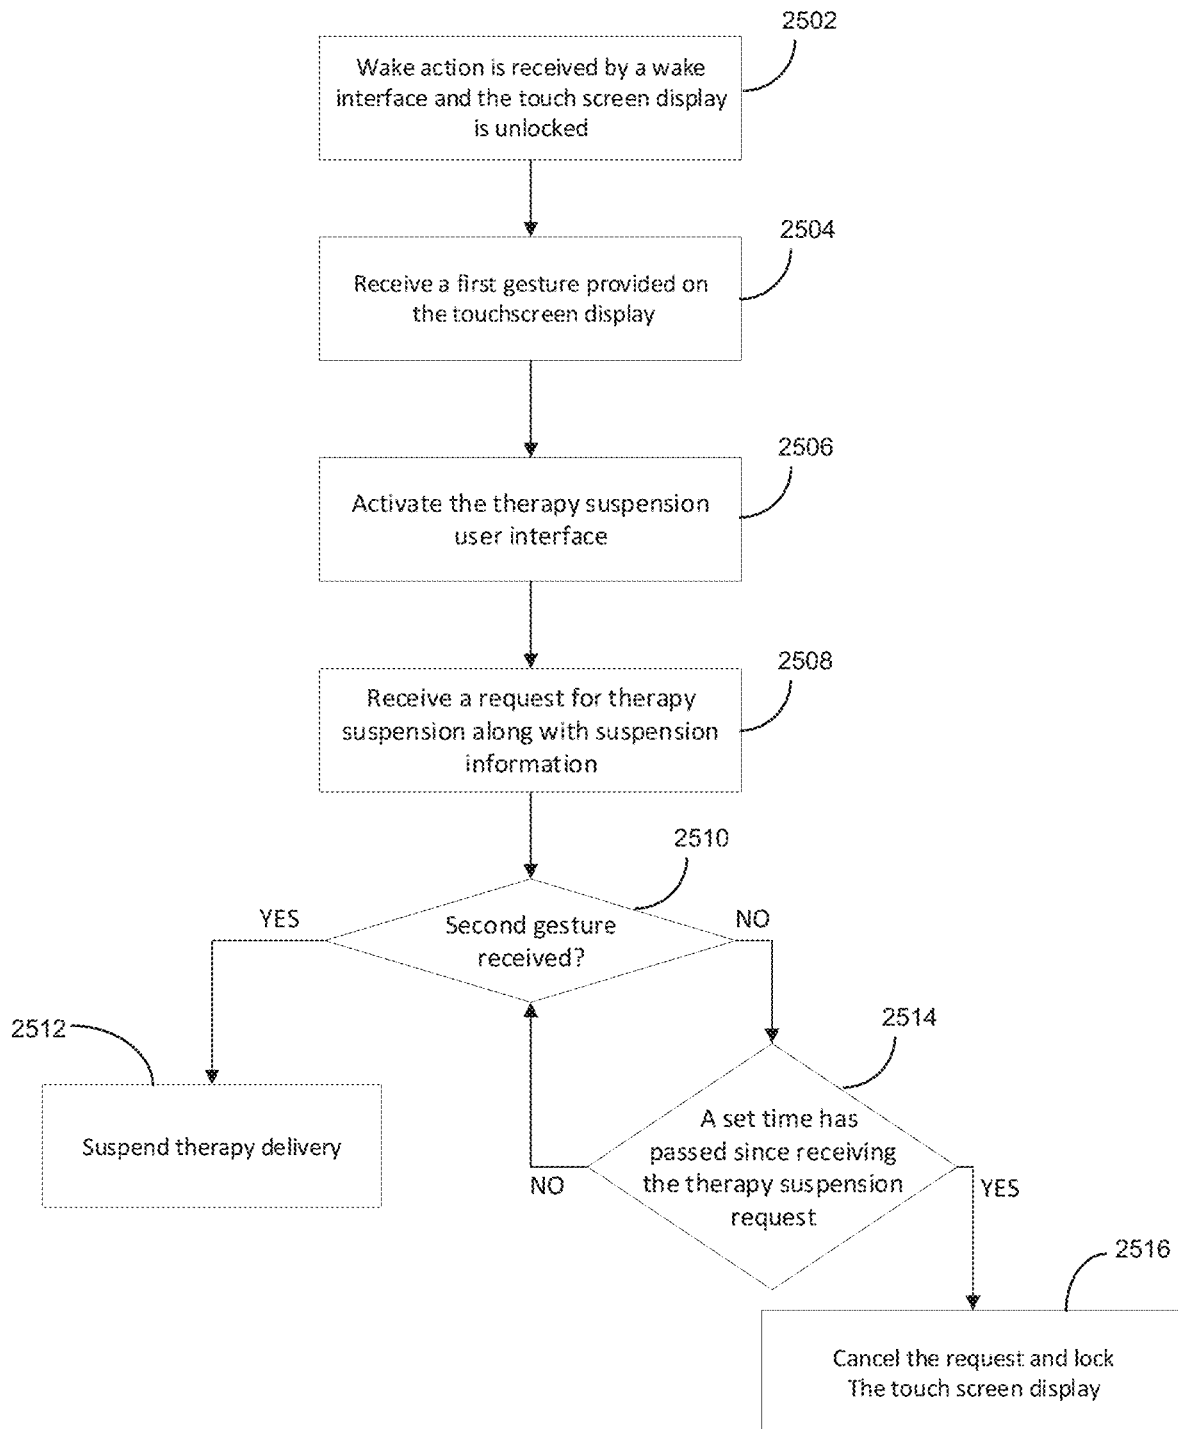 2502
Wake action is received by a wake
interface and the touch screen display
is unlocked
2504
Receive a first gesture provided on
the touchscreen display
2506
Activate the therapy suspension
user interface
2508
Receive a request for therapy
suspension along with suspension
information
2510
YES
Second gesture
received?
NO
2512
Suspend therapy delivery
2514
A set time has
passed since receiving
the therapy suspension
request
NO
YES
2516
Cancel the request and lock
The touch screen display